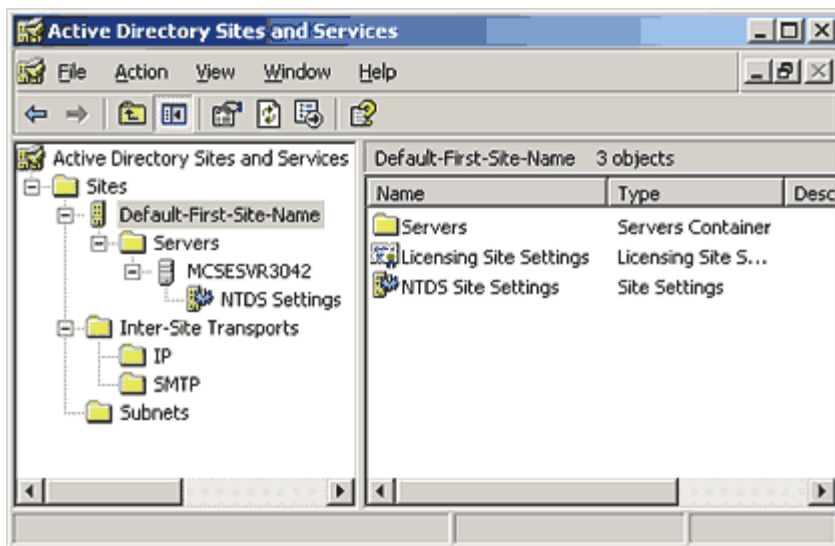 Active Directory Sites and Services
File Action View Window Help
Active Directory Sites and Services
Sites
Default-First-Site-Name
Servers
MCSESVR3042
NTDS Settings
Inter-Site Transports
IP
SMTP
Subnets
Default-First-Site-Name 3 objects
Name Type Desc
Servers Servers Container
Licensing Site Settings Licensing Site S...
NTDS Site Settings Site Settings